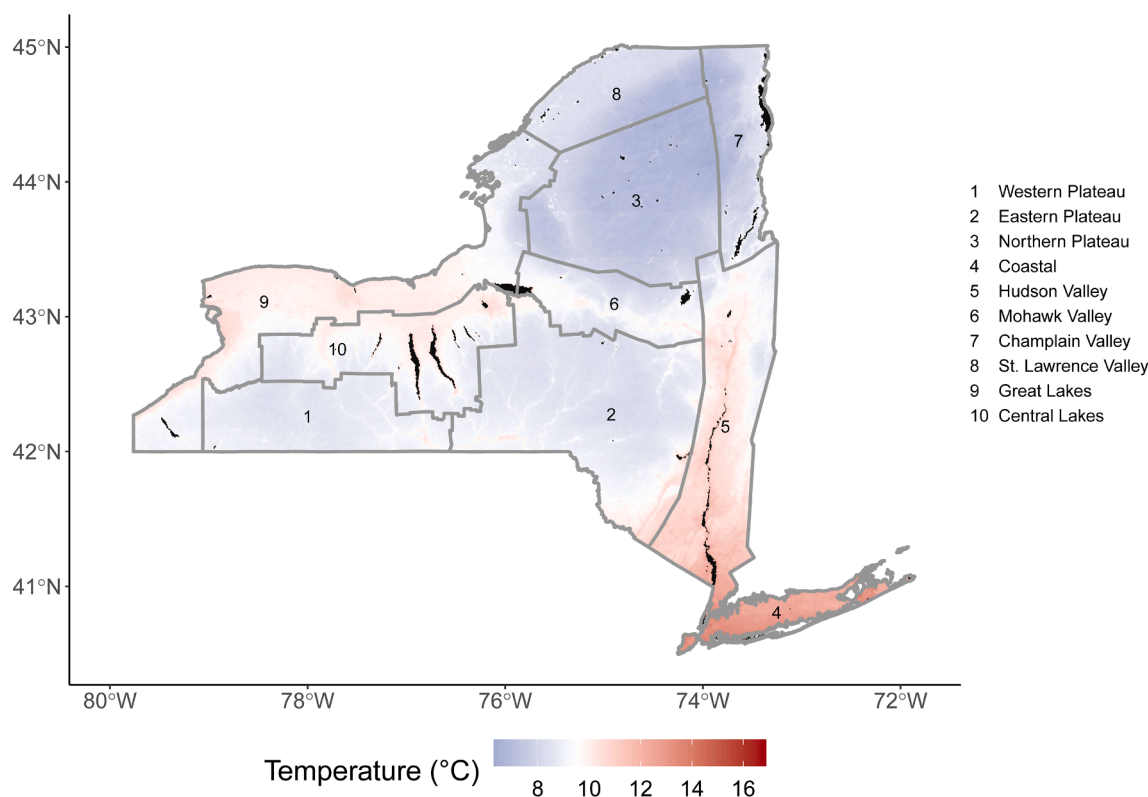 45°N
44°N
43°N
42°N
41°N
80°W
78°W
76°W
74°W
72°W
8
7
3
9
6
10
1
2
5
4
1 Western Plateau
2 Eastern Plateau
3 Northern Plateau
4 Coastal
5 Hudson Valley
6 Mohawk Valley
7 Champlain Valley
8 St. Lawrence Valley
9 Great Lakes
10 Central Lakes
Temperature (°C)
8 10 12 14 16